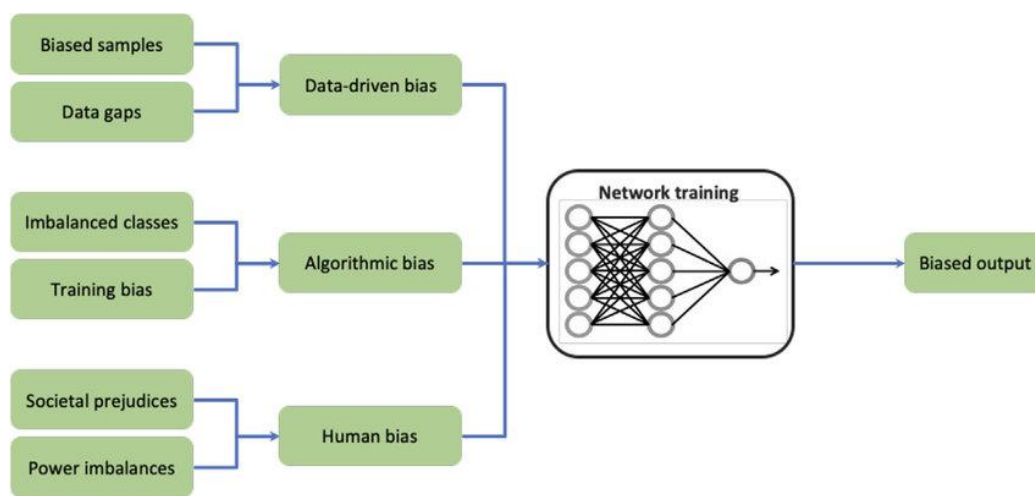 Biased samples
Data gaps
Data-driven bias
Imbalanced classes
Training bias
Algorithmic bias
Societal prejudices
Power imbalances
Human bias
Network training
Biased output